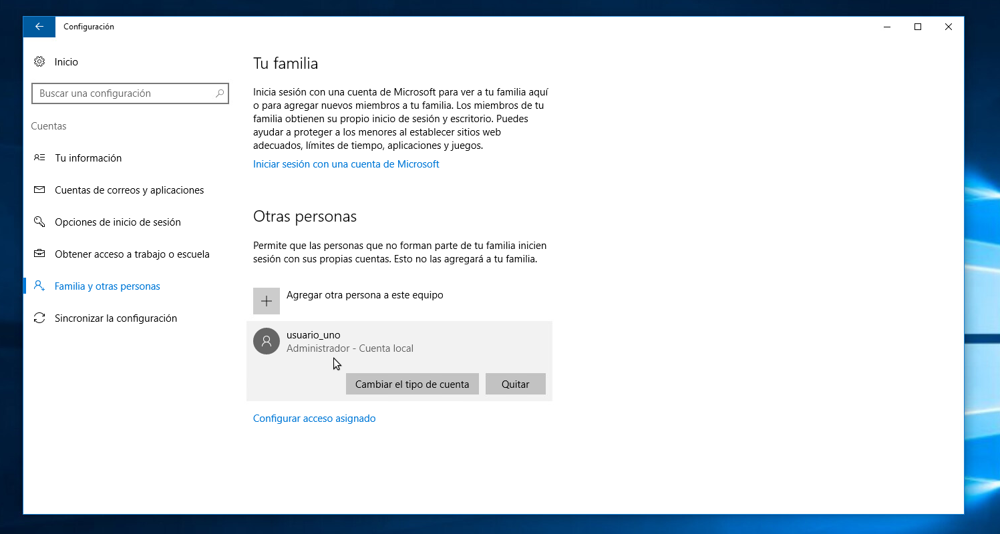 Configuración
Inicio
Buscar una configuración
Cuentas
Tu información
Cuentas de correos y aplicaciones
Opciones de inicio de sesión
Obtener acceso a trabajo o escuela
Familia y otras personas
Sincronizar la configuración
Tu familia
Inicia sesión con una cuenta de Microsoft para ver a tu familia aquí
o para agregar nuevos miembros a tu familia. Los miembros de tu
familia obtienen su propio inicio de sesión y escritorio. Puedes
ayudar a proteger a los menores al establecer sitios web
adecuados, límites de tiempo, aplicaciones y juegos.
Iniciar sesión con una cuenta de Microsoft
Otras personas
Permite que las personas que no forman parte de tu familia inicien
sesión con sus propias cuentas. Esto no las agregará a tu familia.
Agregar otra persona a este equipo
usuario_uno
Administrador - Cuenta local
Cambiar el tipo de cuenta
Quitar
Configurar acceso asignado